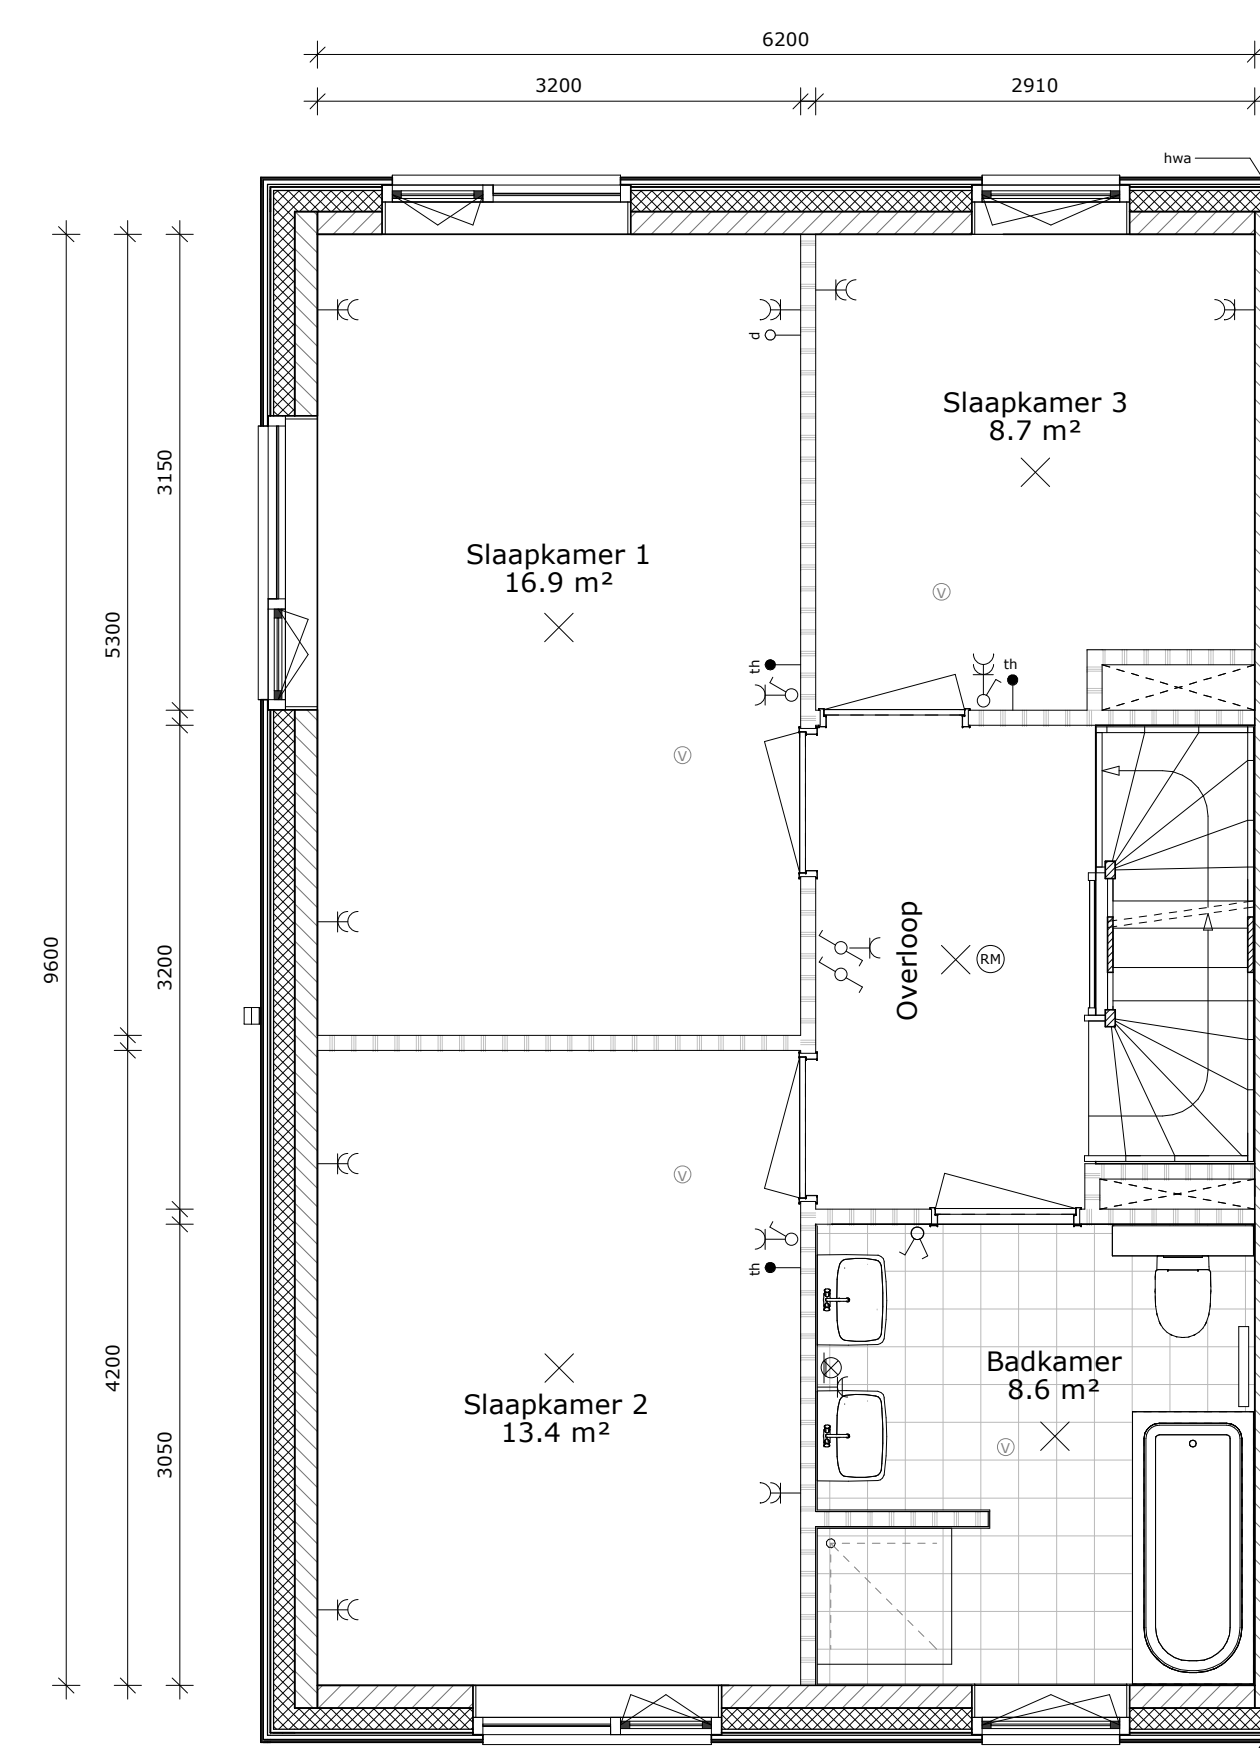 6200
3200
2910
hwa
d
Slaapkamer 3
8.7 m²
3150
Slaapkamer 1
16.9 m²
V
5300
th
th
V
9600
3200
Overloop
RM
V
th
4200
Slaapkamer 2
13.4 m²
Badkamer
8.6 m²
V
3050